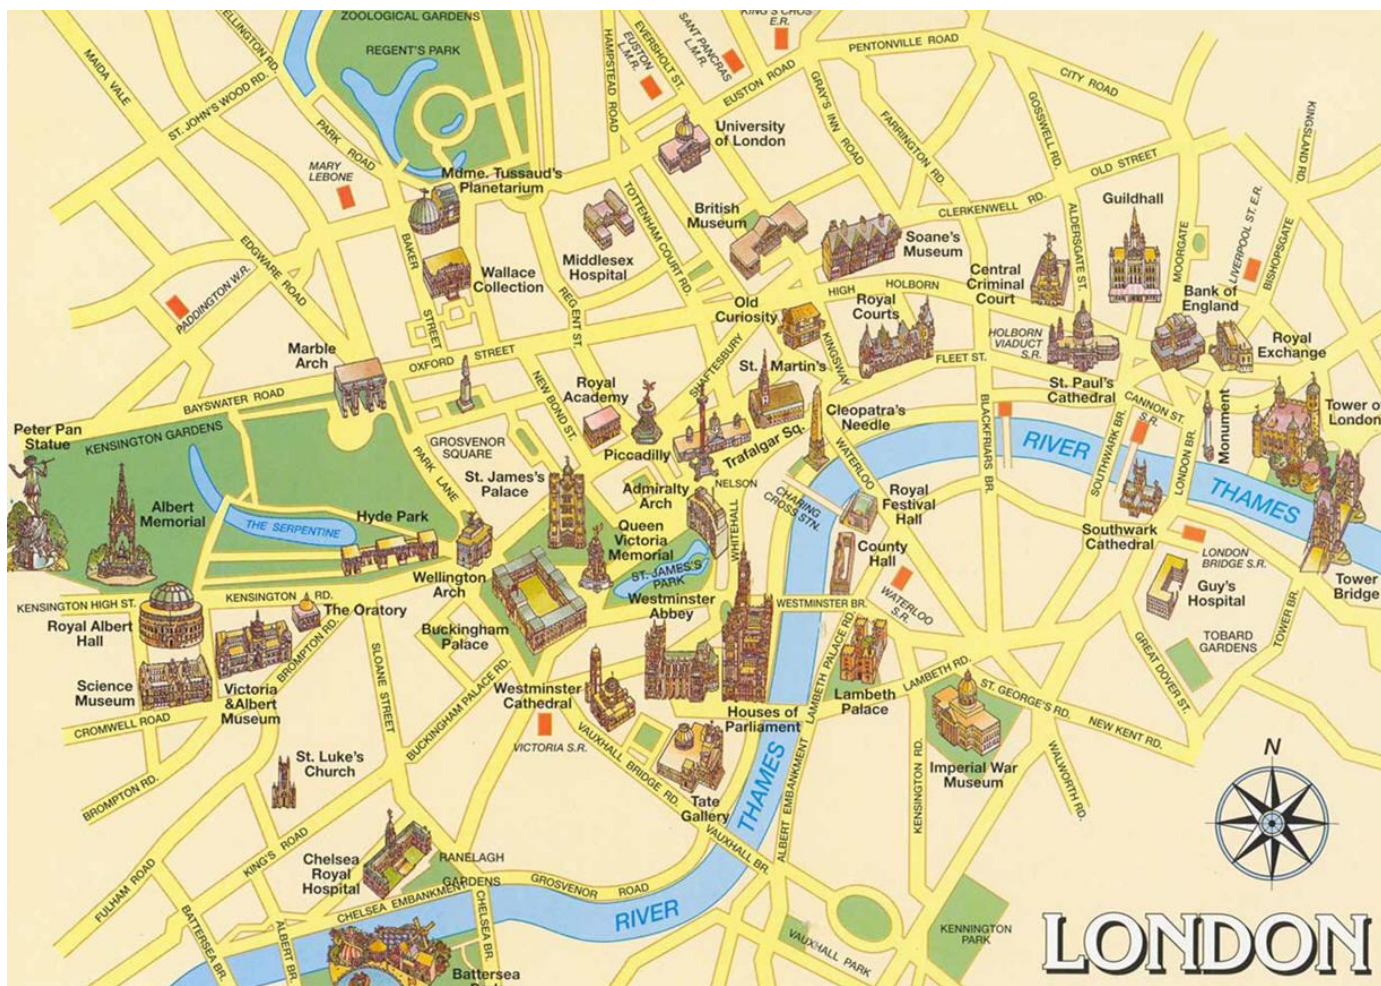 ZOOLOGICAL GARDENS
REGENT'S PARK
MAIDA VALE
WELLINGTON RD.
ST. JOHN'S WOOD RD.
PARK ROAD
HAMPSTEAD ROAD
EVERSHOLT ST.
EUSTON
L.M.R.
SANT PANCRAS
L.M.R.
KING'S CROS
E.R.
EUSTON ROAD
PENTONVILLE ROAD
CITY ROAD
GRAY'S INN ROAD
FARRINGTON RD.
GOSSWELL RD.
OLD STREET
KINGSLAND RD.
University
of London
MARY
LEBONE
Mdme. Tussaud's
Planetarium
TOTTENHAM COURT RD.
British
Museum
CLERKENWELL RD.
ALDERSGATE ST.
Guildhall
MOORGATE
LIVERPOOL ST. E.R.
BISHOPSGATE
EDGWARE ROAD
PADDINGTON W.R.
BAKER
STREET
Wallace
Collection
Middlesex
Hospital
REGENT ST.
Soane's
Museum
Central
Criminal
Court
HIGH
HOLBORN
Old
Curiosity
Royal
Courts
KINGSWAY
FLEET ST.
HOLBORN
VIADUCT
S.R.
Bank of
England
Royal
Exchange
Marble
Arch
OXFORD STREET
NEW BOND ST.
Royal
Academy
SHAFTESBURY
St. Martin's
St. Paul's
Cathedral
BAYSWATER ROAD
Peter Pan
Statue
KENSINGTON GARDENS
GROSVENOR
SQUARE
PARK LANE
Piccadilly
Trafalgar Sq.
NELSON
Cleopatra's
Needle
WATERLOO
BLACKFRIARS BR.
RIVER
SOUTHWARK BR.
CANNON ST.
S.R.
LONDON BR.
Monument
Tower of
London
THAMES
Albert
Memorial
THE SERPENTINE
Hyde Park
St. James's
Palace
Admiralty
Arch
WHITEHALL
CHARING
CROSS STN.
Royal
Festival
Hall
Southwark
Cathedral
Queen
Victoria
Memorial
ST. JAMES'S
PARK
County
Hall
WATERLOO
S.R.
LONDON
BRIDGE S.R.
Guy's
Hospital
Tower
Bridge
TOWER BR.
KENSINGTON HIGH ST.
KENSINGTON RD.
The Oratory
Wellington
Arch
Buckingham
Palace
Westminster
Abbey
WESTMINSTER BR.
Royal Albert
Hall
BROMPTON RD.
SLOANE STREET
BUCKINGHAM PALACE RD.
Science
Museum
Victoria
&Albert
Museum
Westminster
Cathedral
VICTORIA S.R.
VAUXHALL BRIDGE RD.
Houses of
Parliament
LAMBETH PALACE RD.
Lambeth
Palace
LAMBETH RD.
ST. GEORGE'S RD.
NEW KENT RD.
GREAT DOVER ST.
TOBARD
GARDENS
CROMWELL ROAD
BROMPTON RD.
St. Luke's
Church
Tate
Gallery
THAMES
ALBERT EMBANKMENT
KENSINGTON RD.
Imperial War
Museum
WALWORTH RD.
N
FULHAM ROAD
KING'S ROAD
Chelsea
Royal
Hospital
RANELAGH
GARDENS
CHELSEA EMBANKMENT
GROSVENOR ROAD
VAUXHALL BR.
RIVER
BATTERSEA BR.
ALBERT BR.
CHELSEA BR.
Battersea
VAUXHALL PARK
KENNINGTON
PARK
LONDON